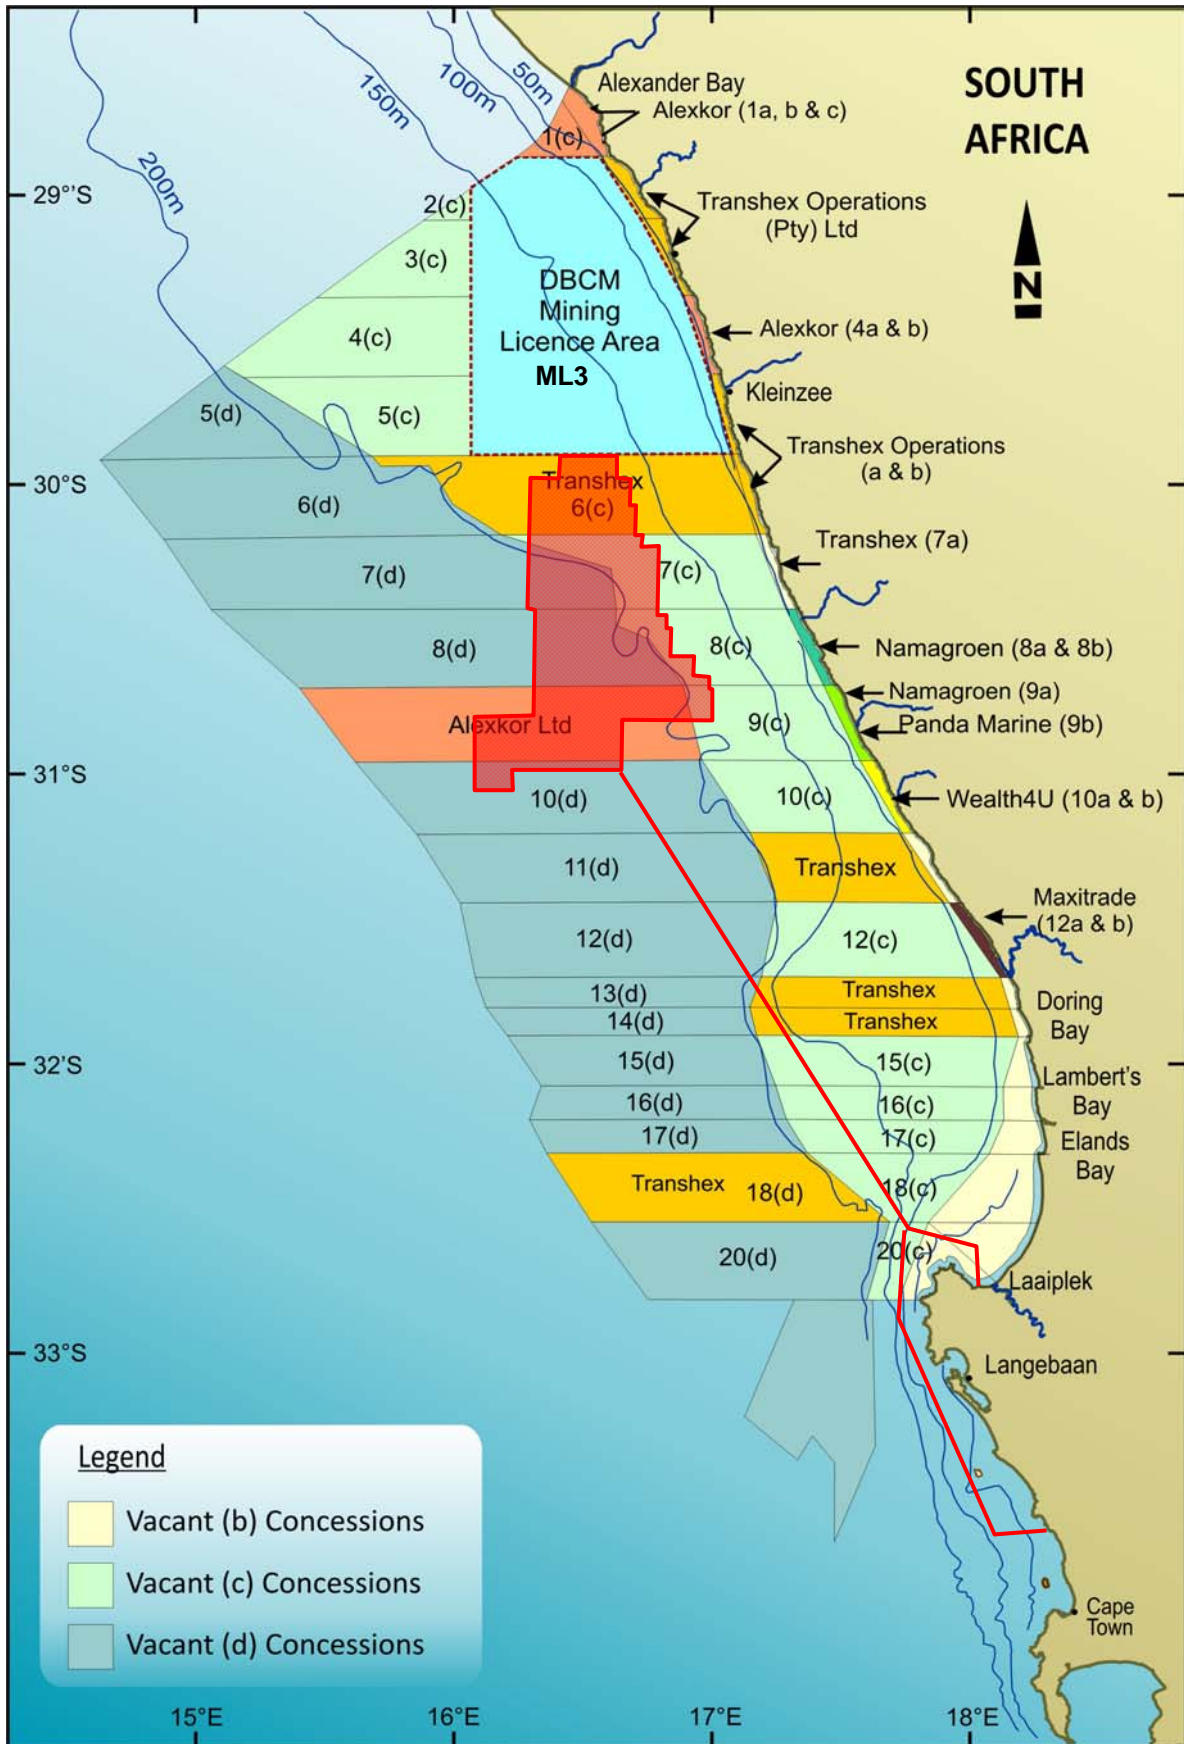 SOUTH
AFRICA
N
50m
100m
150m
200m
Alexander Bay
Alexkor (1a, b & c)
1(c)
29°'S
2(c)
Transhex Operations
(Pty) Ltd
3(c)
DBCM
Mining
Licence Area
ML3
4(c)
Alexkor (4a & b)
Kleinzee
5(d)
5(c)
Transhex Operations
(a & b)
30°S
Transhex
6(c)
6(d)
Transhex (7a)
7(d)
7(c)
8(d)
8(c)
Namagroen (8a & 8b)
Namagroen (9a)
Alexkor Ltd
9(c)
Panda Marine (9b)
31°S
10(d)
10(c)
Wealth4U (10a & b)
11(d)
Transhex
Maxitrade
(12a & b)
12(d)
12(c)
13(d)
Transhex
Doring
Bay
14(d)
Transhex
32°S
15(d)
15(c)
Lambert's
Bay
16(d)
16(c)
17(d)
17(c)
Elands
Bay
Transhex
18(d)
18(c)
20(d)
20(c)
Laaiplek
33°S
Langebaan
Legend
Vacant (b) Concessions
Vacant (c) Concessions
Vacant (d) Concessions
Cape
Town
15°E
16°E
17°E
18°E